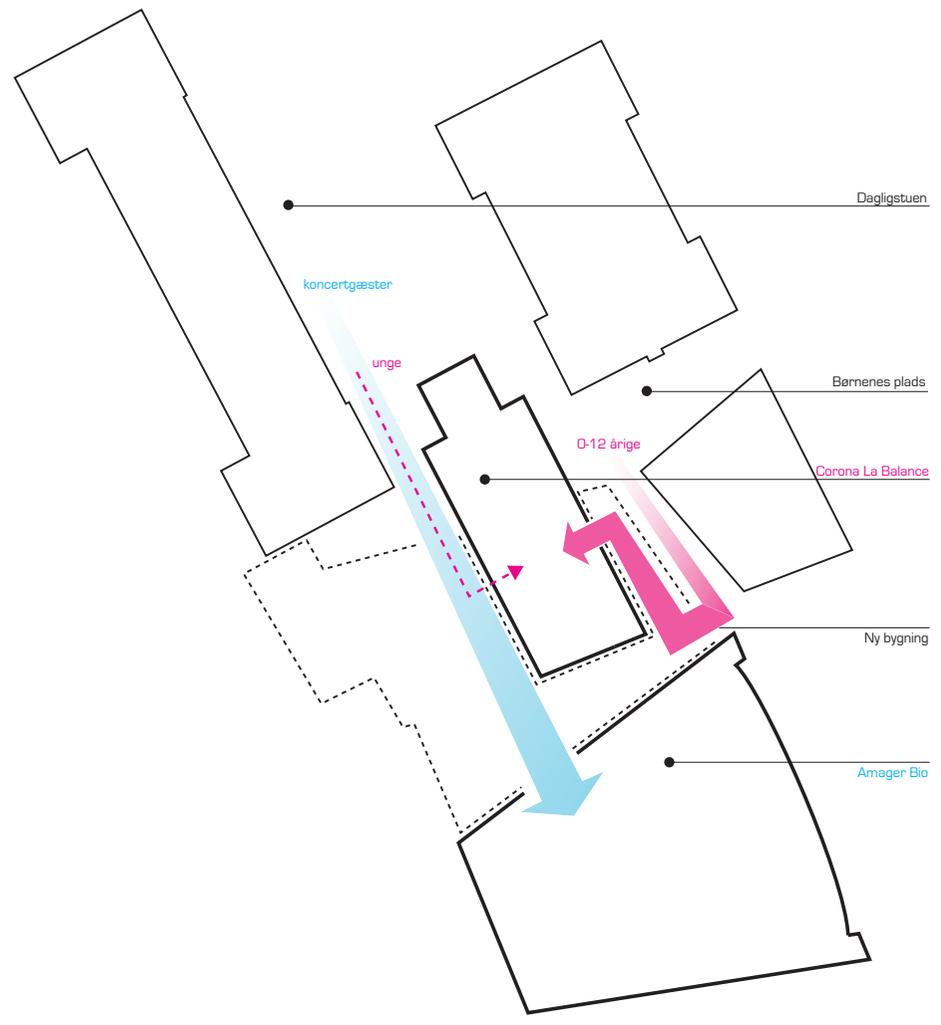 Dagligstuen
koncertgæster
unge
Børnenes plads
0-12 årige
Corona La Balance
Ny bygning
Amager Bio